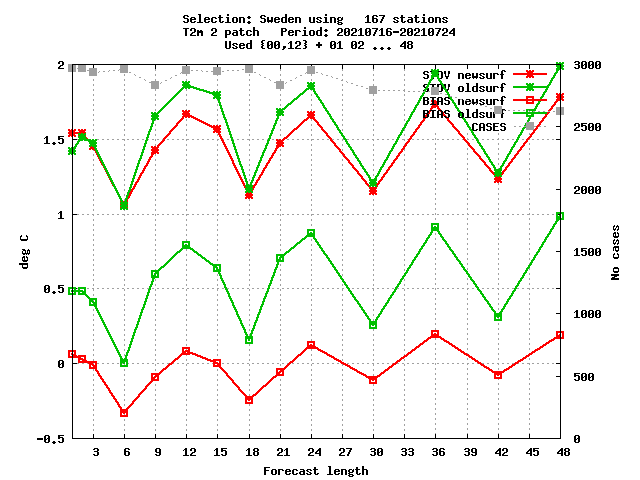 Selection: Sweden using 167 stations
T2m 2 patch Period: 20210716-20210724
Used {00,12} + 01 02 ... 48
STDV newsurf
STDV oldsurf
BIAS newsurf
BIAS oldsurf
CASES
2
1.5
1
0.5
0
-0.5
deg C
3000
2500
2000
1500
1000
500
0
No cases
3 6 9 12 15 18 21 24 27 30 33 36 39 42 45 48
Forecast length